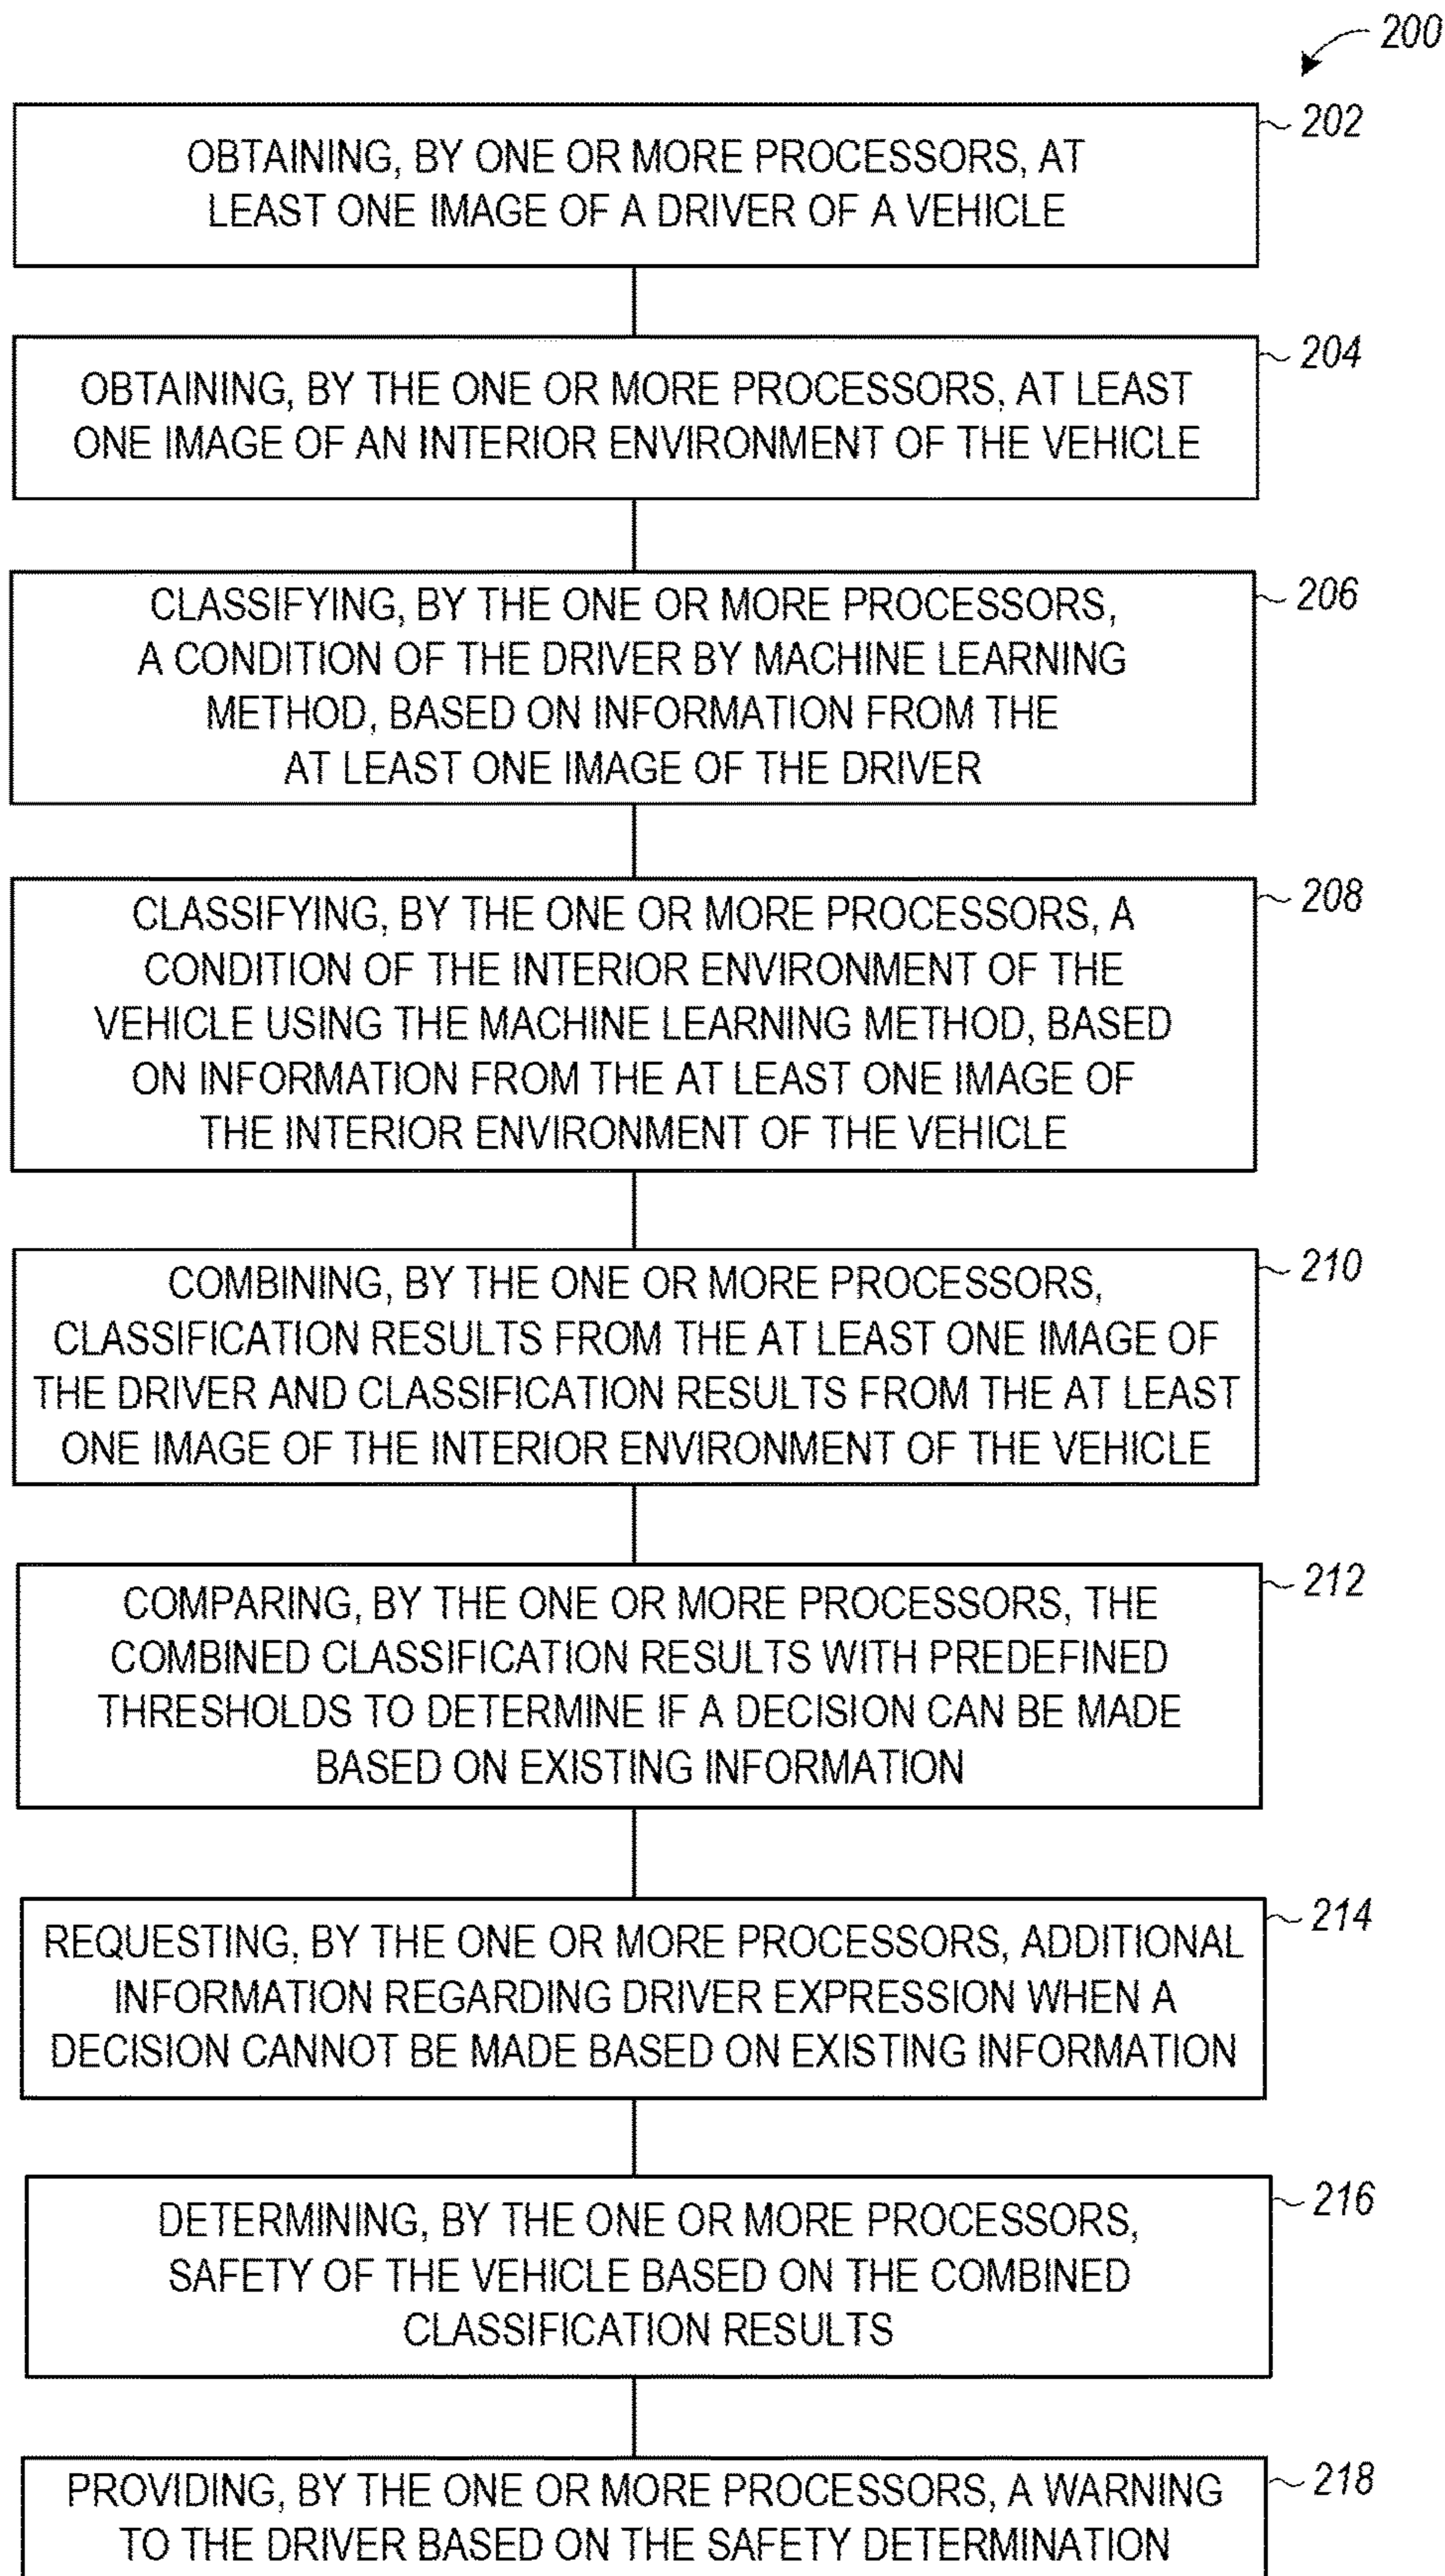 200
202
OBTAINING, BY ONE OR MORE PROCESSORS, AT
LEAST ONE IMAGE OF A DRIVER OF A VEHICLE
204
OBTAINING, BY THE ONE OR MORE PROCESSORS, AT LEAST
ONE IMAGE OF AN INTERIOR ENVIRONMENT OF THE VEHICLE
206
CLASSIFYING, BY THE ONE OR MORE PROCESSORS,
A CONDITION OF THE DRIVER BY MACHINE LEARNING
METHOD, BASED ON INFORMATION FROM THE
AT LEAST ONE IMAGE OF THE DRIVER
208
CLASSIFYING, BY THE ONE OR MORE PROCESSORS, A
CONDITION OF THE INTERIOR ENVIRONMENT OF THE
VEHICLE USING THE MACHINE LEARNING METHOD, BASED
ON INFORMATION FROM THE AT LEAST ONE IMAGE OF
THE INTERIOR ENVIRONMENT OF THE VEHICLE
210
COMBINING, BY THE ONE OR MORE PROCESSORS,
CLASSIFICATION RESULTS FROM THE AT LEAST ONE IMAGE OF
THE DRIVER AND CLASSIFICATION RESULTS FROM THE AT LEAST
ONE IMAGE OF THE INTERIOR ENVIRONMENT OF THE VEHICLE
212
COMPARING, BY THE ONE OR MORE PROCESSORS, THE
COMBINED CLASSIFICATION RESULTS WITH PREDEFINED
THRESHOLDS TO DETERMINE IF A DECISION CAN BE MADE
BASED ON EXISTING INFORMATION
214
REQUESTING, BY THE ONE OR MORE PROCESSORS, ADDITIONAL
INFORMATION REGARDING DRIVER EXPRESSION WHEN A
DECISION CANNOT BE MADE BASED ON EXISTING INFORMATION
216
DETERMINING, BY THE ONE OR MORE PROCESSORS,
SAFETY OF THE VEHICLE BASED ON THE COMBINED
CLASSIFICATION RESULTS
218
PROVIDING, BY THE ONE OR MORE PROCESSORS, A WARNING
TO THE DRIVER BASED ON THE SAFETY DETERMINATION